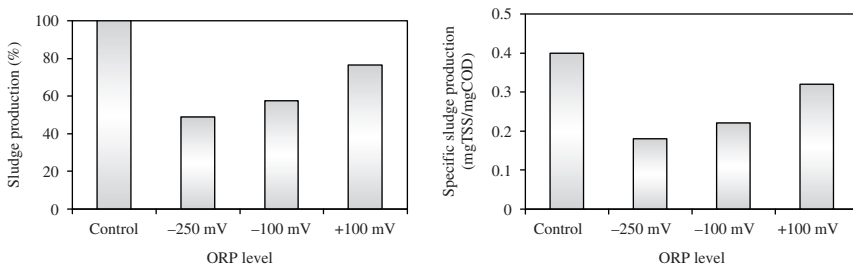 Sludge production (%)
100
80
60
40
20
0
Control −250 mV −100 mV +100 mV
ORP level
Specific sludge production
(mgTSS/mgCOD)
0.5
0.4
0.3
0.2
0.1
0
Control −250 mV −100 mV +100 mV
ORP level